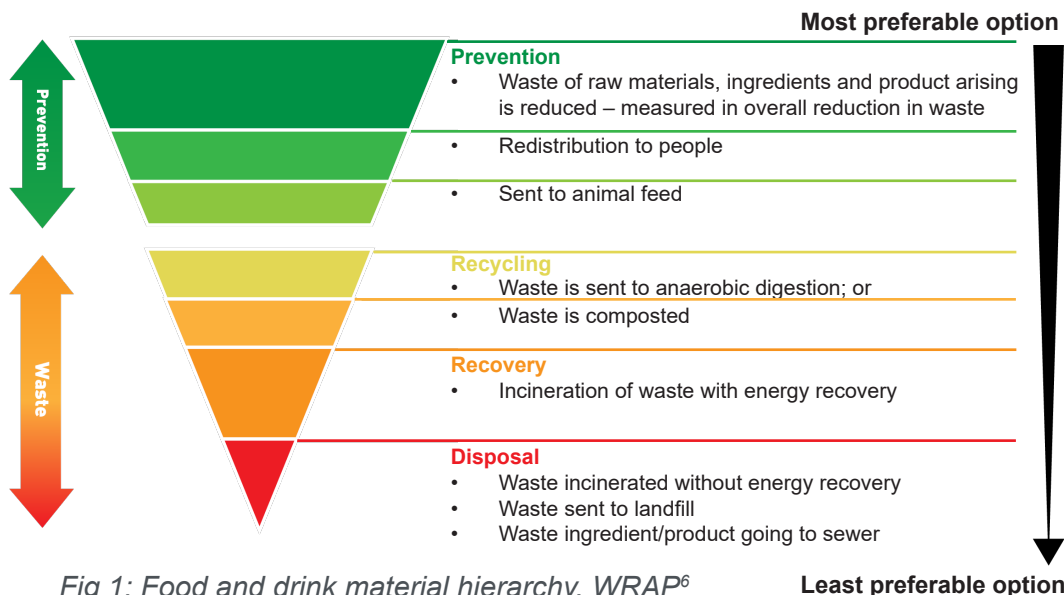 Most preferable option
Prevention
Prevention
• Waste of raw materials, ingredients and product arising
is reduced – measured in overall reduction in waste
• Redistribution to people
• Sent to animal feed
Waste
Recycling
• Waste is sent to anaerobic digestion; or
• Waste is composted
Recovery
• Incineration of waste with energy recovery
Disposal
• Waste incinerated without energy recovery
• Waste sent to landfill
• Waste ingredient/product going to sewer
Fig 1: Food and drink material hierarchy, WRAP⁶
Least preferable option